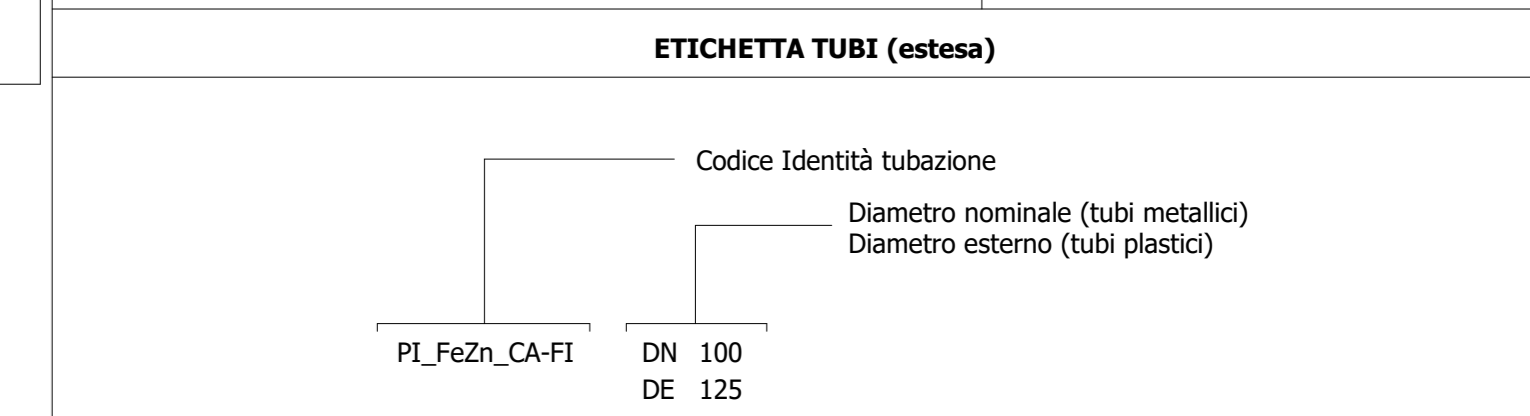 ETICHETTA TUBI (estesa)
Codice Identità tubazione
Diametro nominale (tubi metallici)
Diametro esterno (tubi plastici)
PI_FeZn_CA-FI DN 100
DE 125